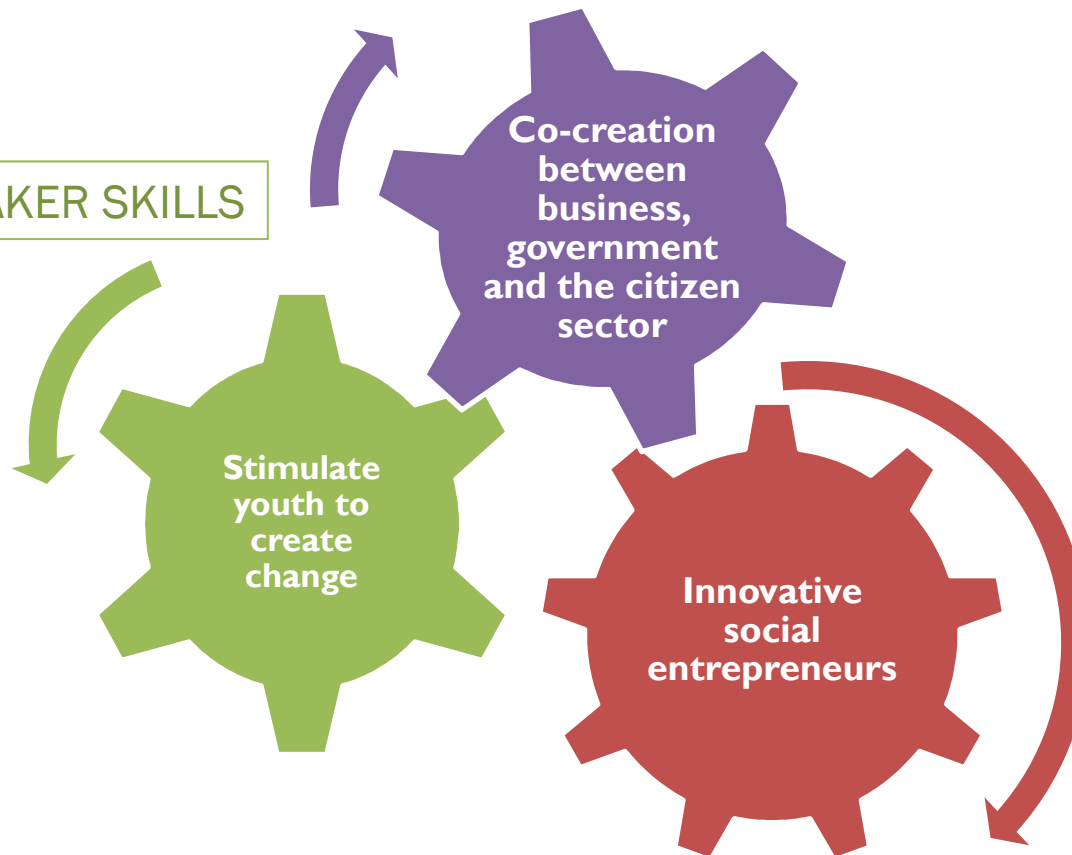 AKER SKILLS
Co-creation
between
business,
government
and the citizen
sector
Stimulate
youth to
create
change
Innovative
social
entrepreneurs